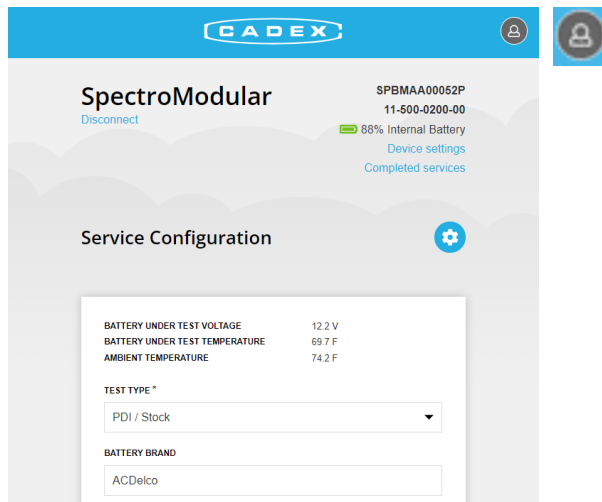 CADEX
SpectroModular
Disconnect
SPBMAA00052P
11-500-0200-00
88% Internal Battery
Device settings
Completed services
Service Configuration
BATTERY UNDER TEST VOLTAGE 12.2 V
BATTERY UNDER TEST TEMPERATURE 69.7 F
AMBIENT TEMPERATURE 74.2 F
TEST TYPE *
PDI / Stock
BATTERY BRAND
ACDelco